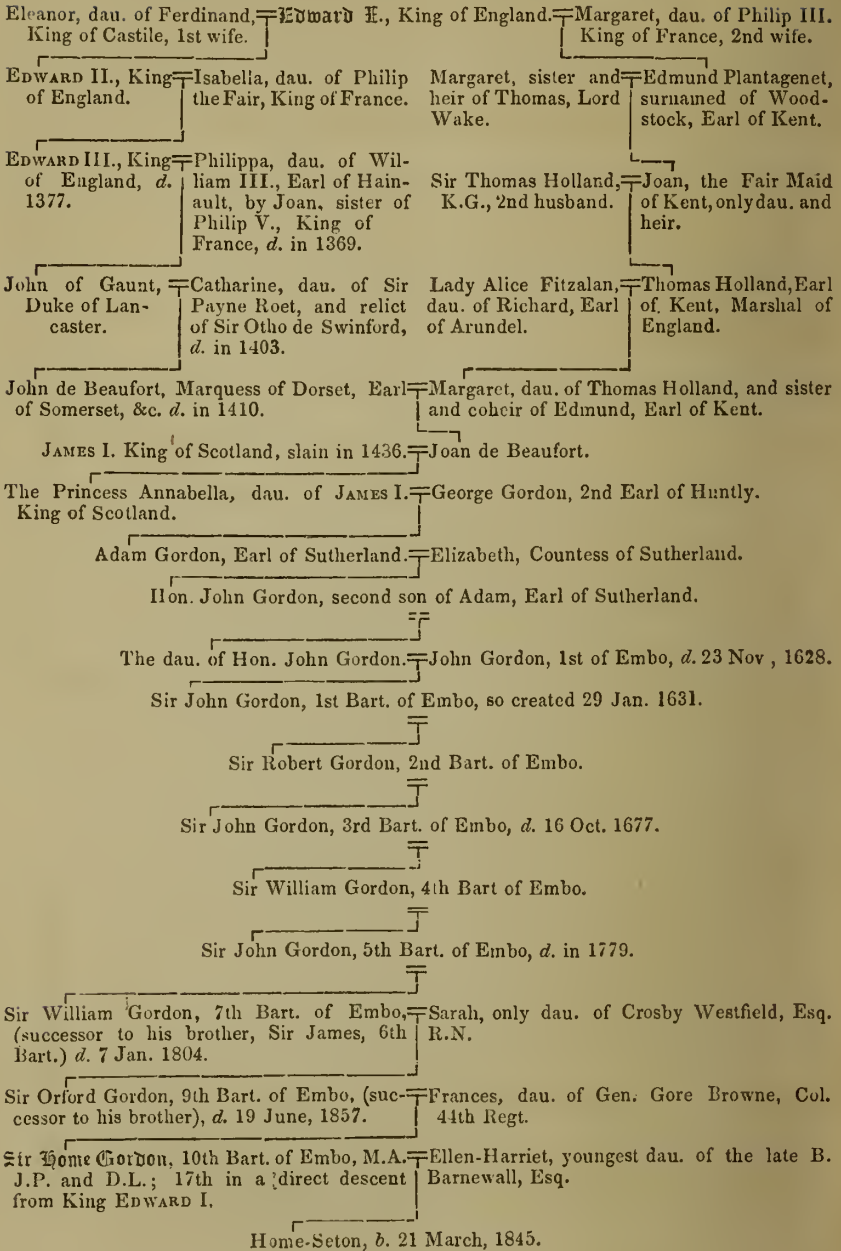 Eleanor, dau. of Ferdinand, Edward I., King of England. Margaret, dau. of Philip III.
King of Castile, 1st wife. King of France, 2nd wife.
EDWARD II., King Isabella, dau. of Philip Margaret, sister and Edmund Plantagenet,
of England. the Fair, King of France. heir of Thomas, Lord surnamed of Wood-
Wake. stock, Earl of Kent.
EDWARD III., King Philippa, dau. of Wil-
of England, d. liam III., Earl of Hain- Sir Thomas Holland, Joan, the Fair Maid
1377. ault, by Joan, sister of K.G., 2nd husband. of Kent, only dau. and
Philip V., King of heir.
France, d. in 1369.
John of Gaunt, Catharine, dau. of Sir Lady Alice Fitzalan, Thomas Holland, Earl
Duke of Lan- Payne Roet, and relict dau. of Richard, Earl of Kent, Marshal of
caster. of Sir Otho de Swinford, of Arundel. England.
d. in 1403.
John de Beaufort, Marquess of Dorset, Earl Margaret, dau. of Thomas Holland, and sister
of Somerset, &c. d. in 1410. and coheir of Edmund, Earl of Kent.
JAMES I. King of Scotland, slain in 1436. Joan de Beaufort.
The Princess Annabella, dau. of JAMES I. George Gordon, 2nd Earl of Huntly.
King of Scotland.
Adam Gordon, Earl of Sutherland. Elizabeth, Countess of Sutherland.
Hon. John Gordon, second son of Adam, Earl of Sutherland.
The dau. of Hon. John Gordon. John Gordon, 1st of Embo, d. 23 Nov, 1628.
Sir John Gordon, 1st Bart. of Embo, so created 29 Jan. 1631.
Sir Robert Gordon, 2nd Bart. of Embo.
Sir John Gordon, 3rd Bart. of Embo, d. 16 Oct. 1677.
Sir William Gordon, 4th Bart of Embo.
Sir John Gordon, 5th Bart. of Embo, d. in 1779.
Sir William Gordon, 7th Bart. of Embo, Sarah, only dau. of Crosby Westfield, Esq.
(successor to his brother, Sir James, 6th R.N.
Bart.) d. 7 Jan. 1804.
Sir Orford Gordon, 9th Bart. of Embo, (suc- Frances, dau. of Gen. Gore Browne, Col.
cessor to his brother), d. 19 June, 1857. 44th Regt.
Sir Home Gordon, 10th Bart. of Embo, M.A. Ellen-Harriet, youngest dau. of the late B.
J.P. and D.L.; 17th in a direct descent Barnewall, Esq.
from King EDWARD I.
Home-Seton, b. 21 March, 1845.